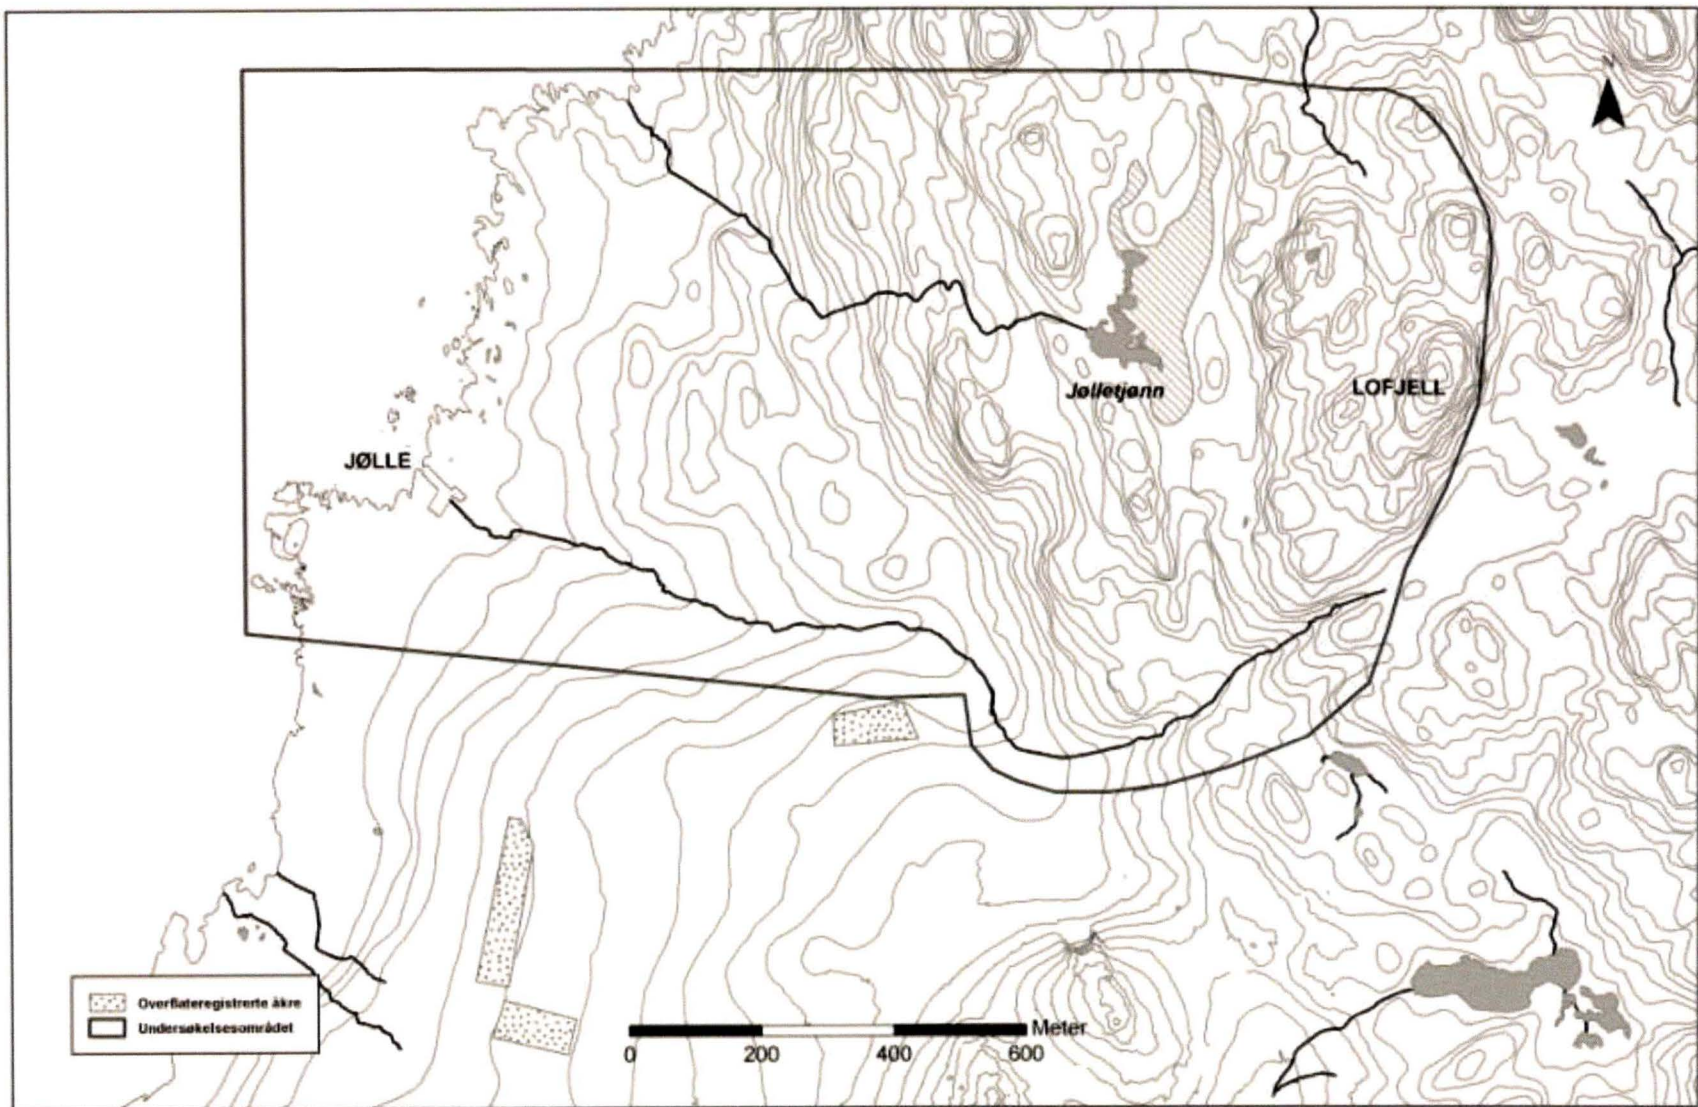 N
Jølletjønn
LOFJELL
JØLLE
Overflateregistrerte åkre
Undersøkelsesområdet
Meter
0 200 400 600